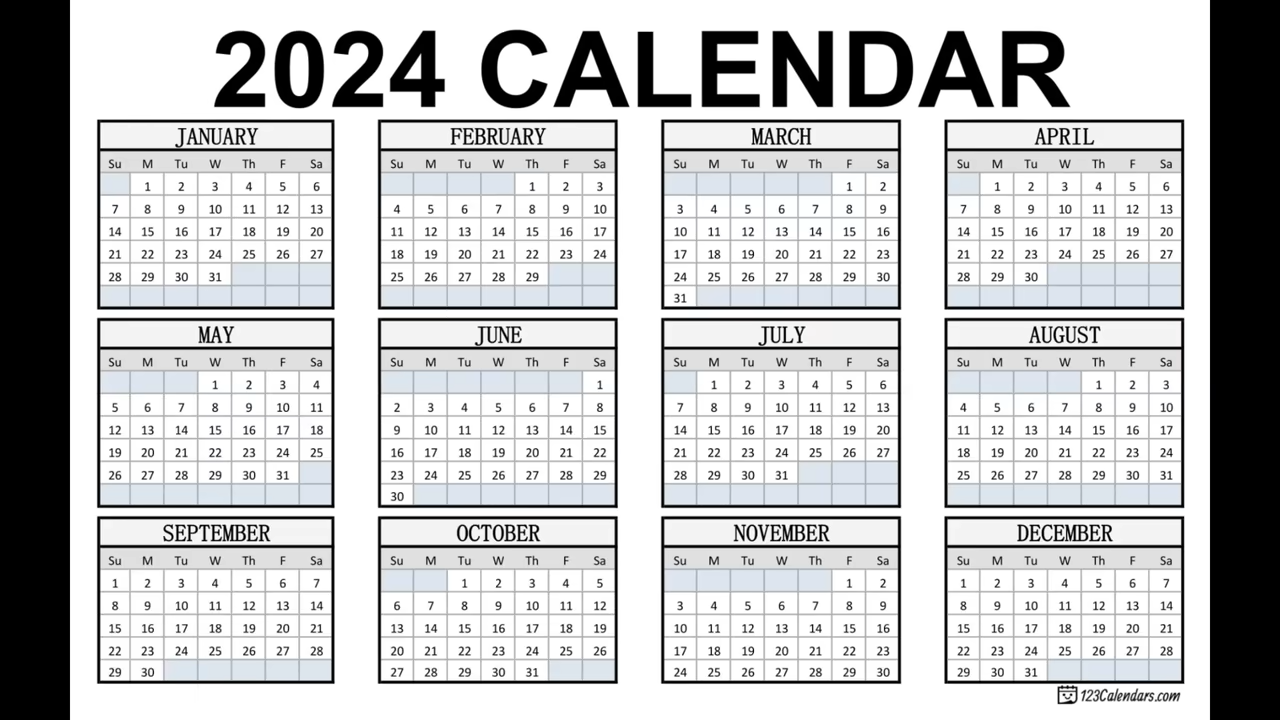 2024 CALENDAR
JANUARY
Su M Tu W Th F Sa
1 2 3 4 5 6
7 8 9 10 11 12 13
14 15 16 17 18 19 20
21 22 23 24 25 26 27
28 29 30 31
FEBRUARY
Su M Tu W Th F Sa
1 2 3
4 5 6 7 8 9 10
11 12 13 14 15 16 17
18 19 20 21 22 23 24
25 26 27 28 29
MARCH
Su M Tu W Th F Sa
1 2
3 4 5 6 7 8 9
10 11 12 13 14 15 16
17 18 19 20 21 22 23
24 25 26 27 28 29 30
31
APRIL
Su M Tu W Th F Sa
1 2 3 4 5 6
7 8 9 10 11 12 13
14 15 16 17 18 19 20
21 22 23 24 25 26 27
28 29 30
MAY
Su M Tu W Th F Sa
1 2 3 4
5 6 7 8 9 10 11
12 13 14 15 16 17 18
19 20 21 22 23 24 25
26 27 28 29 30 31
JUNE
Su M Tu W Th F Sa
1
2 3 4 5 6 7 8
9 10 11 12 13 14 15
16 17 18 19 20 21 22
23 24 25 26 27 28 29
30
JULY
Su M Tu W Th F Sa
1 2 3 4 5 6
7 8 9 10 11 12 13
14 15 16 17 18 19 20
21 22 23 24 25 26 27
28 29 30 31
AUGUST
Su M Tu W Th F Sa
1 2 3
4 5 6 7 8 9 10
11 12 13 14 15 16 17
18 19 20 21 22 23 24
25 26 27 28 29 30 31
SEPTEMBER
Su M Tu W Th F Sa
1 2 3 4 5 6 7
8 9 10 11 12 13 14
15 16 17 18 19 20 21
22 23 24 25 26 27 28
29 30
OCTOBER
Su M Tu W Th F Sa
1 2 3 4 5
6 7 8 9 10 11 12
13 14 15 16 17 18 19
20 21 22 23 24 25 26
27 28 29 30 31
NOVEMBER
Su M Tu W Th F Sa
1 2
3 4 5 6 7 8 9
10 11 12 13 14 15 16
17 18 19 20 21 22 23
24 25 26 27 28 29 30
DECEMBER
Su M Tu W Th F Sa
1 2 3 4 5 6 7
8 9 10 11 12 13 14
15 16 17 18 19 20 21
22 23 24 25 26 27 28
29 30 31
123Calendars.com